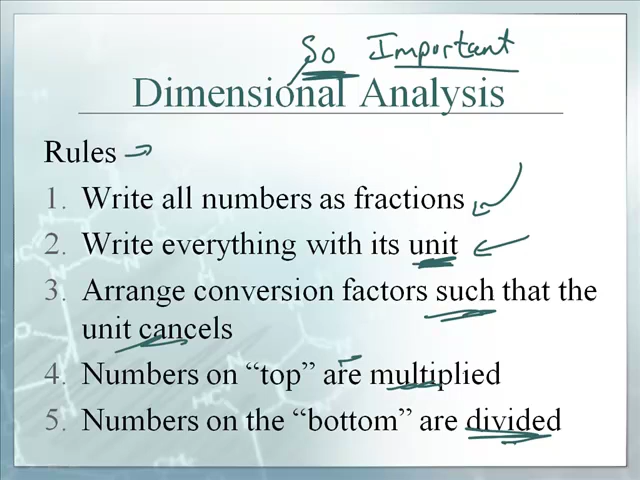 So Important
Dimensional Analysis
Rules
1. Write all numbers as fractions
2. Write everything with its unit
3. Arrange conversion factors such that the
unit cancels
4. Numbers on “top” are multiplied
5. Numbers on the “bottom” are divided